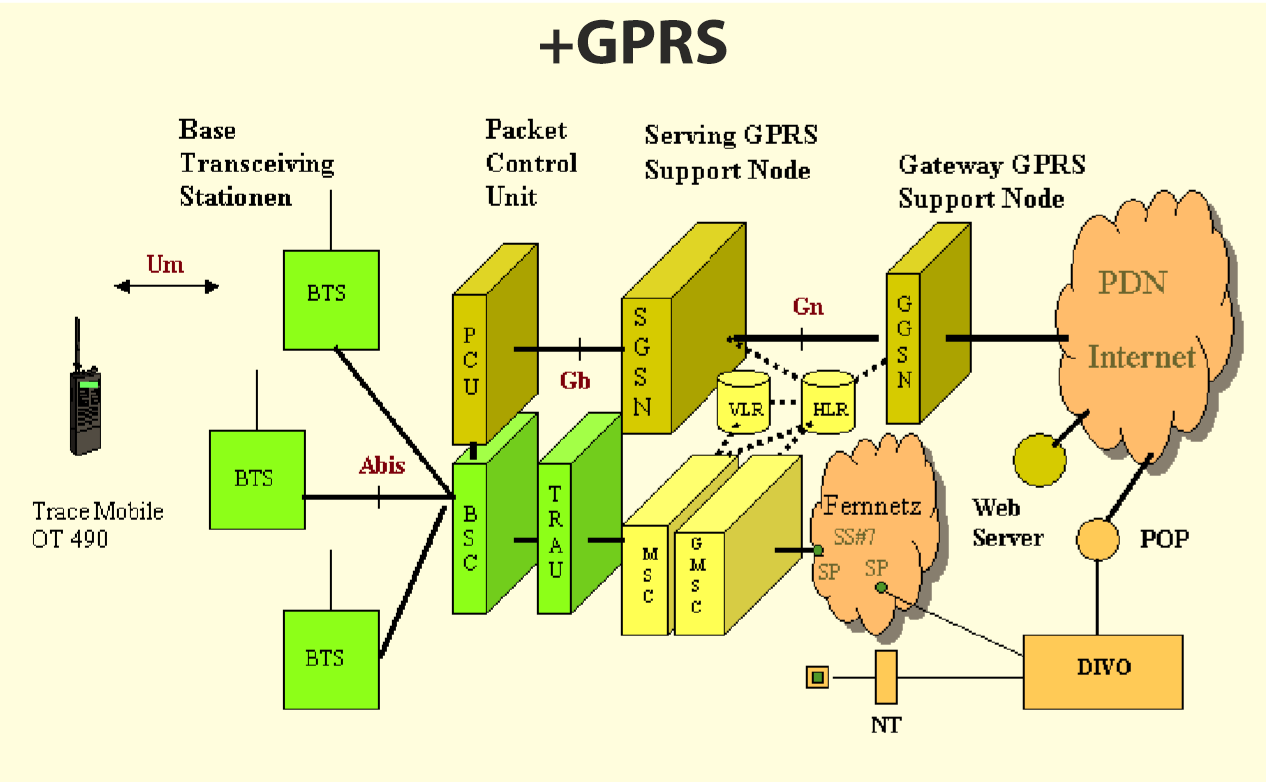 +GPRS
Base
Transceiving
Stationen
Packet
Control
Unit
Serving GPRS
Support Node
Gateway GPRS
Support Node
Um
BTS
PCU
SGSN
Gn
GGSN
PDN
Internet
Gb
VLR
HLR
BTS
Abis
BSC
TRAU
MSC
GMSC
Fernnetz
SS#7
SP
SP
Trace Mobile
OT 490
Web
Server
POP
BTS
DIVO
NT